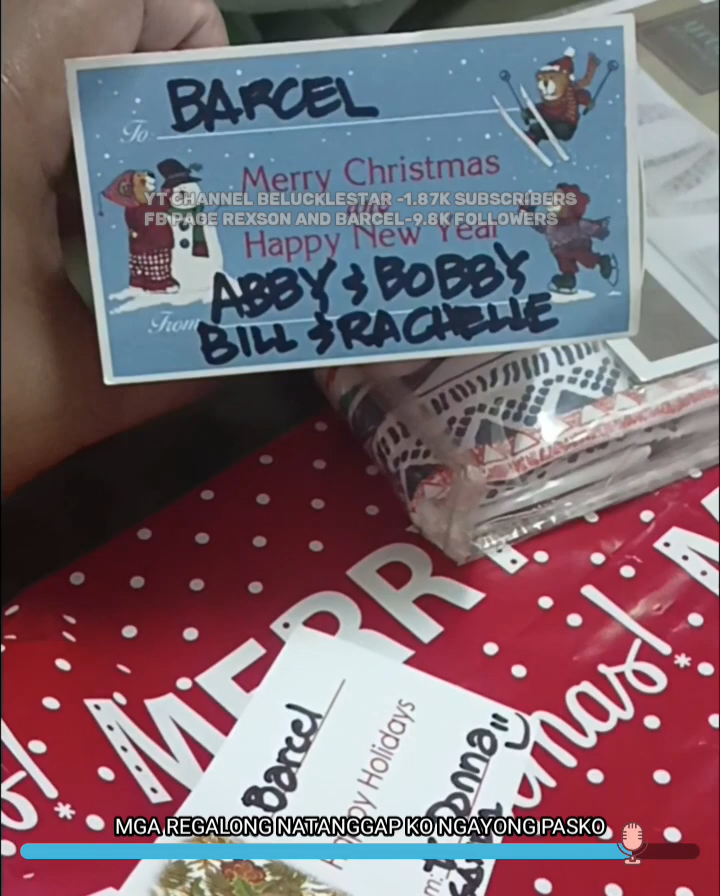 To BARCEL
Merry Christmas
YT CHANNEL BELUCKLESTAR -1.87K SUBSCRIBERS
FB PAGE REXSON AND BARCEL-9.8K FOLLOWERS
Happy New Year
ABBY & BOBBY
From BILL & RACHELLE
MERRY
Barcel
Holidays
Donna
MGA REGALONG NATANGGAP KO NGAYONG PASKO